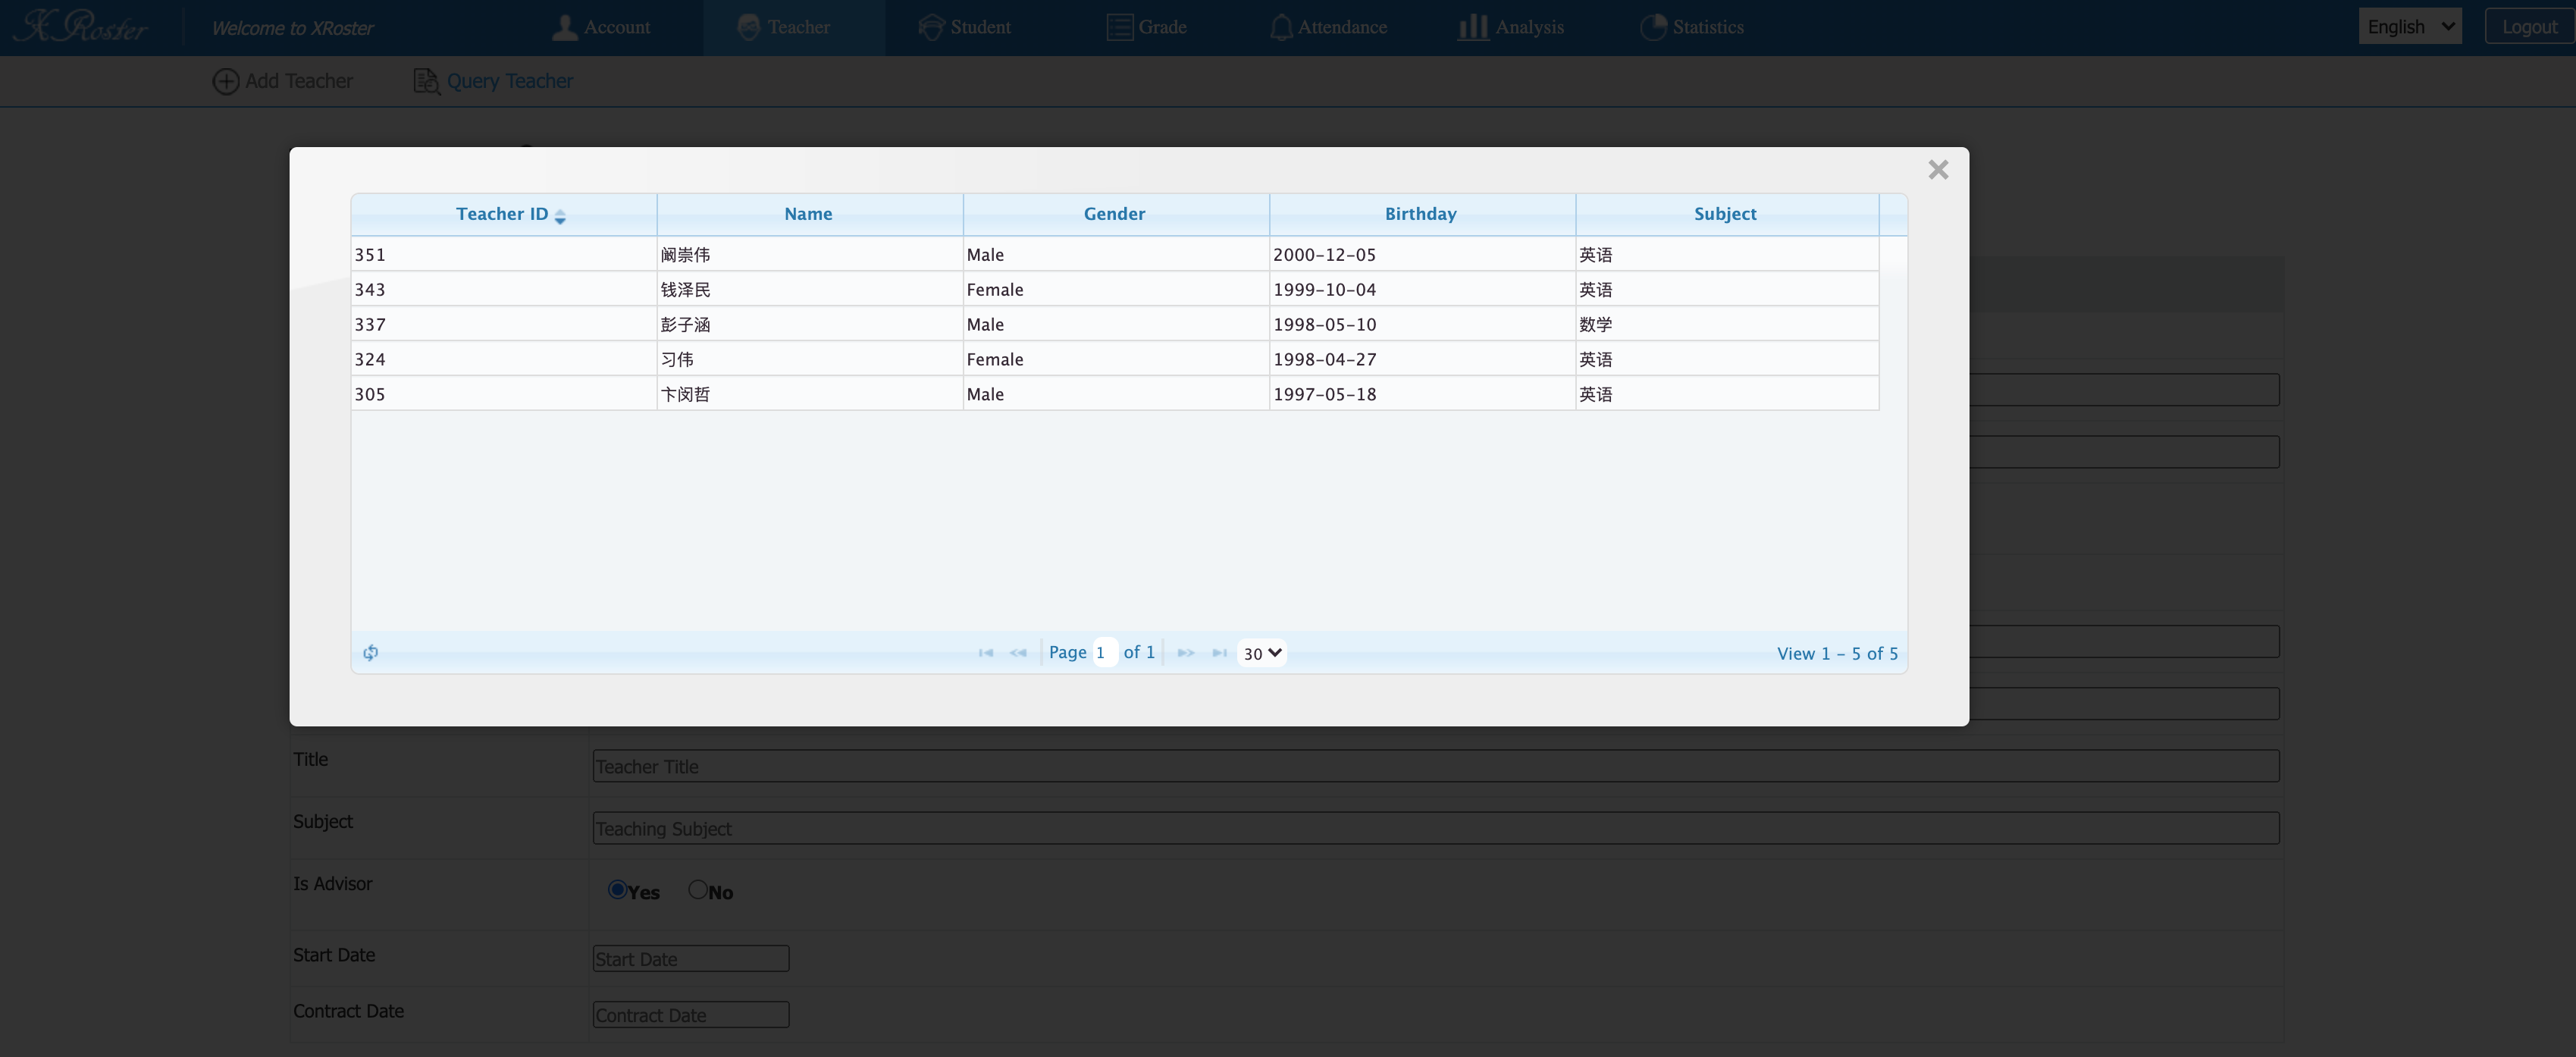 XRoster Welcome to XRoster Account Teacher Student Grade Attendance Analysis Statistics English Logout
Add Teacher Query Teacher
Teacher ID Name Gender Birthday Subject
351 阚崇伟 Male 2000-12-05 英语
343 钱泽民 Female 1999-10-04 英语
337 彭子涵 Male 1998-05-10 数学
324 习伟 Female 1998-04-27 英语
305 卞闵哲 Male 1997-05-18 英语
Page 1 of 1 30 View 1 - 5 of 5
Title Teacher Title
Subject Teaching Subject
Is Advisor Yes No
Start Date Start Date
Contract Date Contract Date